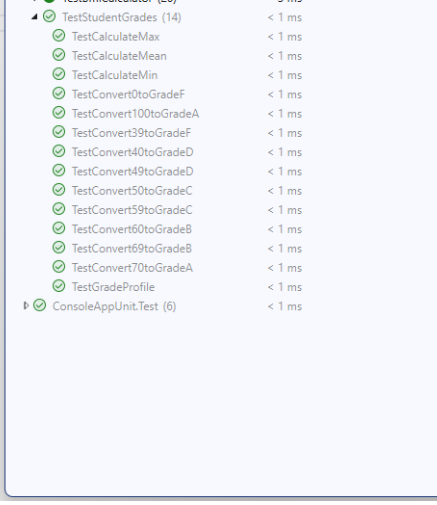 TestStudentGrades (14) < 1 ms
TestCalculateMax < 1 ms
TestCalculateMean < 1 ms
TestCalculateMin < 1 ms
TestConvert0toGradeF < 1 ms
TestConvert100toGradeA < 1 ms
TestConvert39toGradeF < 1 ms
TestConvert40toGradeD < 1 ms
TestConvert49toGradeD < 1 ms
TestConvert50toGradeC < 1 ms
TestConvert59toGradeC < 1 ms
TestConvert60toGradeB < 1 ms
TestConvert69toGradeB < 1 ms
TestConvert70toGradeA < 1 ms
TestGradeProfile < 1 ms
ConsoleAppUnit.Test (6) < 1 ms